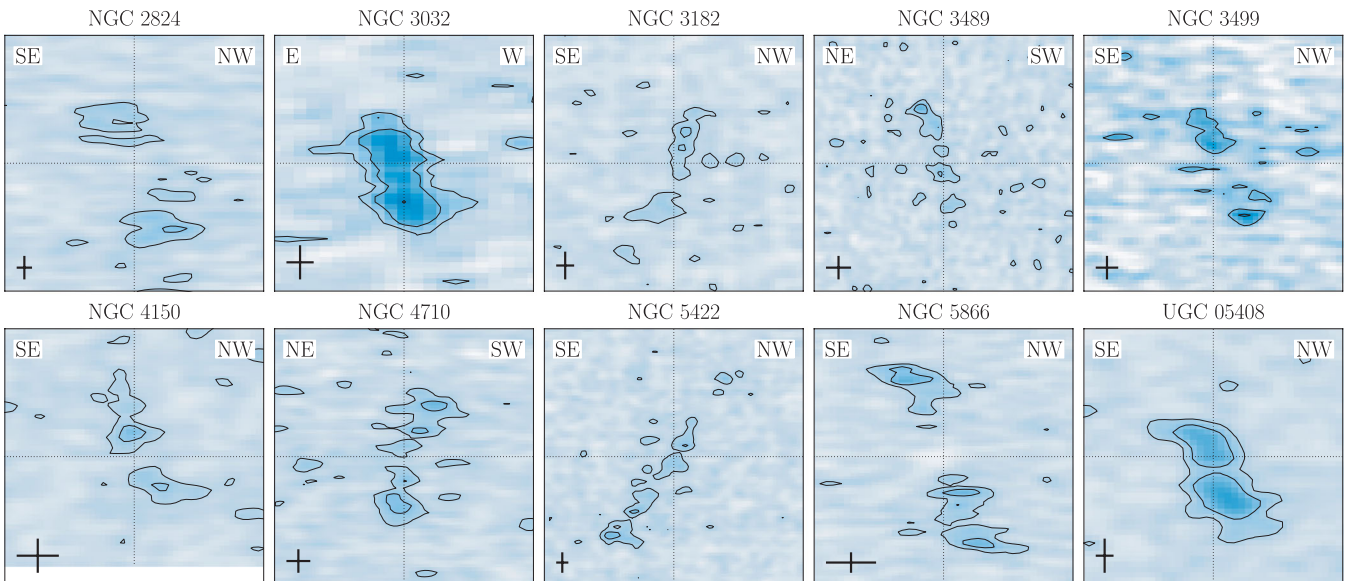 NGC 2824 NGC 3032 NGC 3182 NGC 3489 NGC 3499
SE NW E W SE NW NE SW SE NW
NGC 4150 NGC 4710 NGC 5422 NGC 5866 UGC 05408
SE NW NE SW SE NW SE NW SE NW